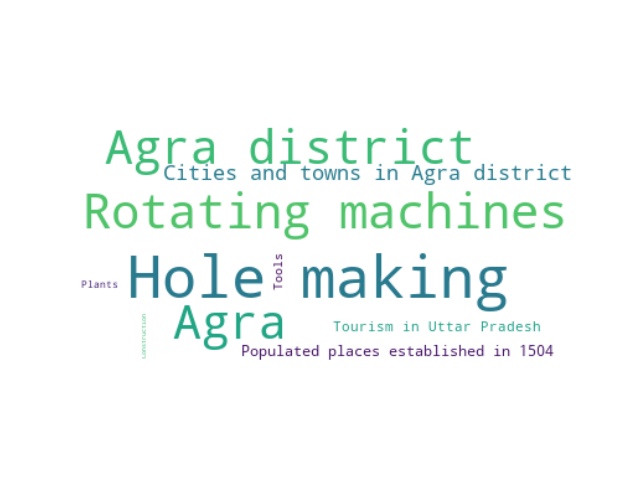 Agra district
Cities and towns in Agra district
Rotating machines
Hole making
Tools
Plants
Agra
Tourism in Uttar Pradesh
Populated places established in 1504